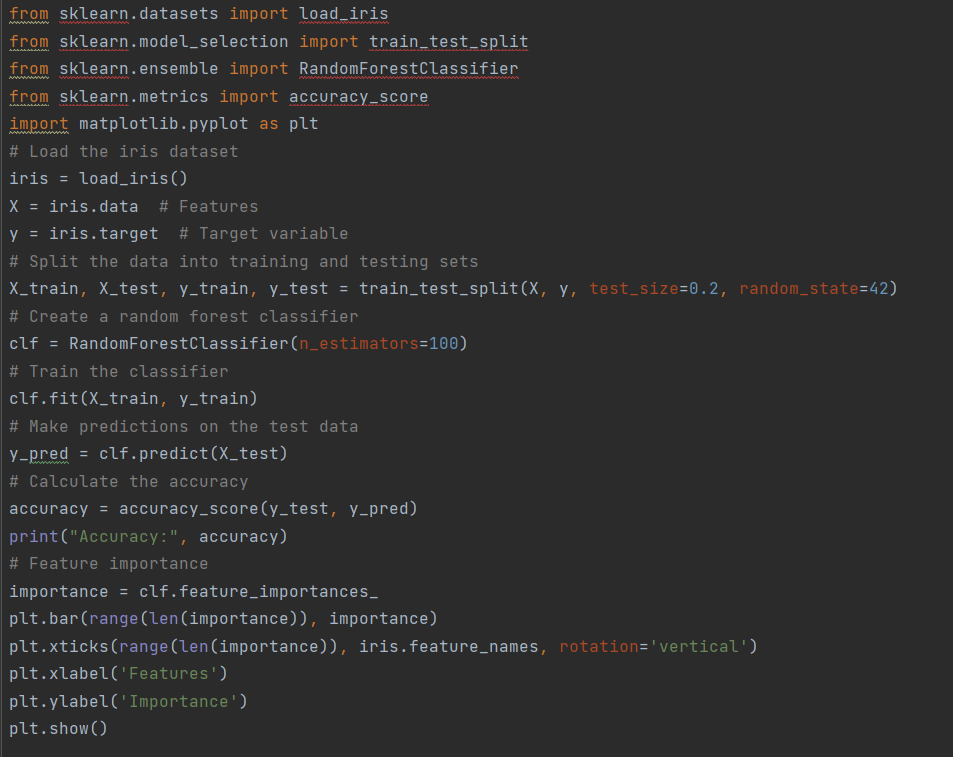 from sklearn.datasets import load_iris
from sklearn.model_selection import train_test_split
from sklearn.ensemble import RandomForestClassifier
from sklearn.metrics import accuracy_score
import matplotlib.pyplot as plt
# Load the iris dataset
iris = load_iris()
X = iris.data  # Features
y = iris.target  # Target variable
# Split the data into training and testing sets
X_train, X_test, y_train, y_test = train_test_split(X, y, test_size=0.2, random_state=42)
# Create a random forest classifier
clf = RandomForestClassifier(n_estimators=100)
# Train the classifier
clf.fit(X_train, y_train)
# Make predictions on the test data
y_pred = clf.predict(X_test)
# Calculate the accuracy
accuracy = accuracy_score(y_test, y_pred)
print("Accuracy:", accuracy)
# Feature importance
importance = clf.feature_importances_
plt.bar(range(len(importance)), importance)
plt.xticks(range(len(importance)), iris.feature_names, rotation='vertical')
plt.xlabel('Features')
plt.ylabel('Importance')
plt.show()